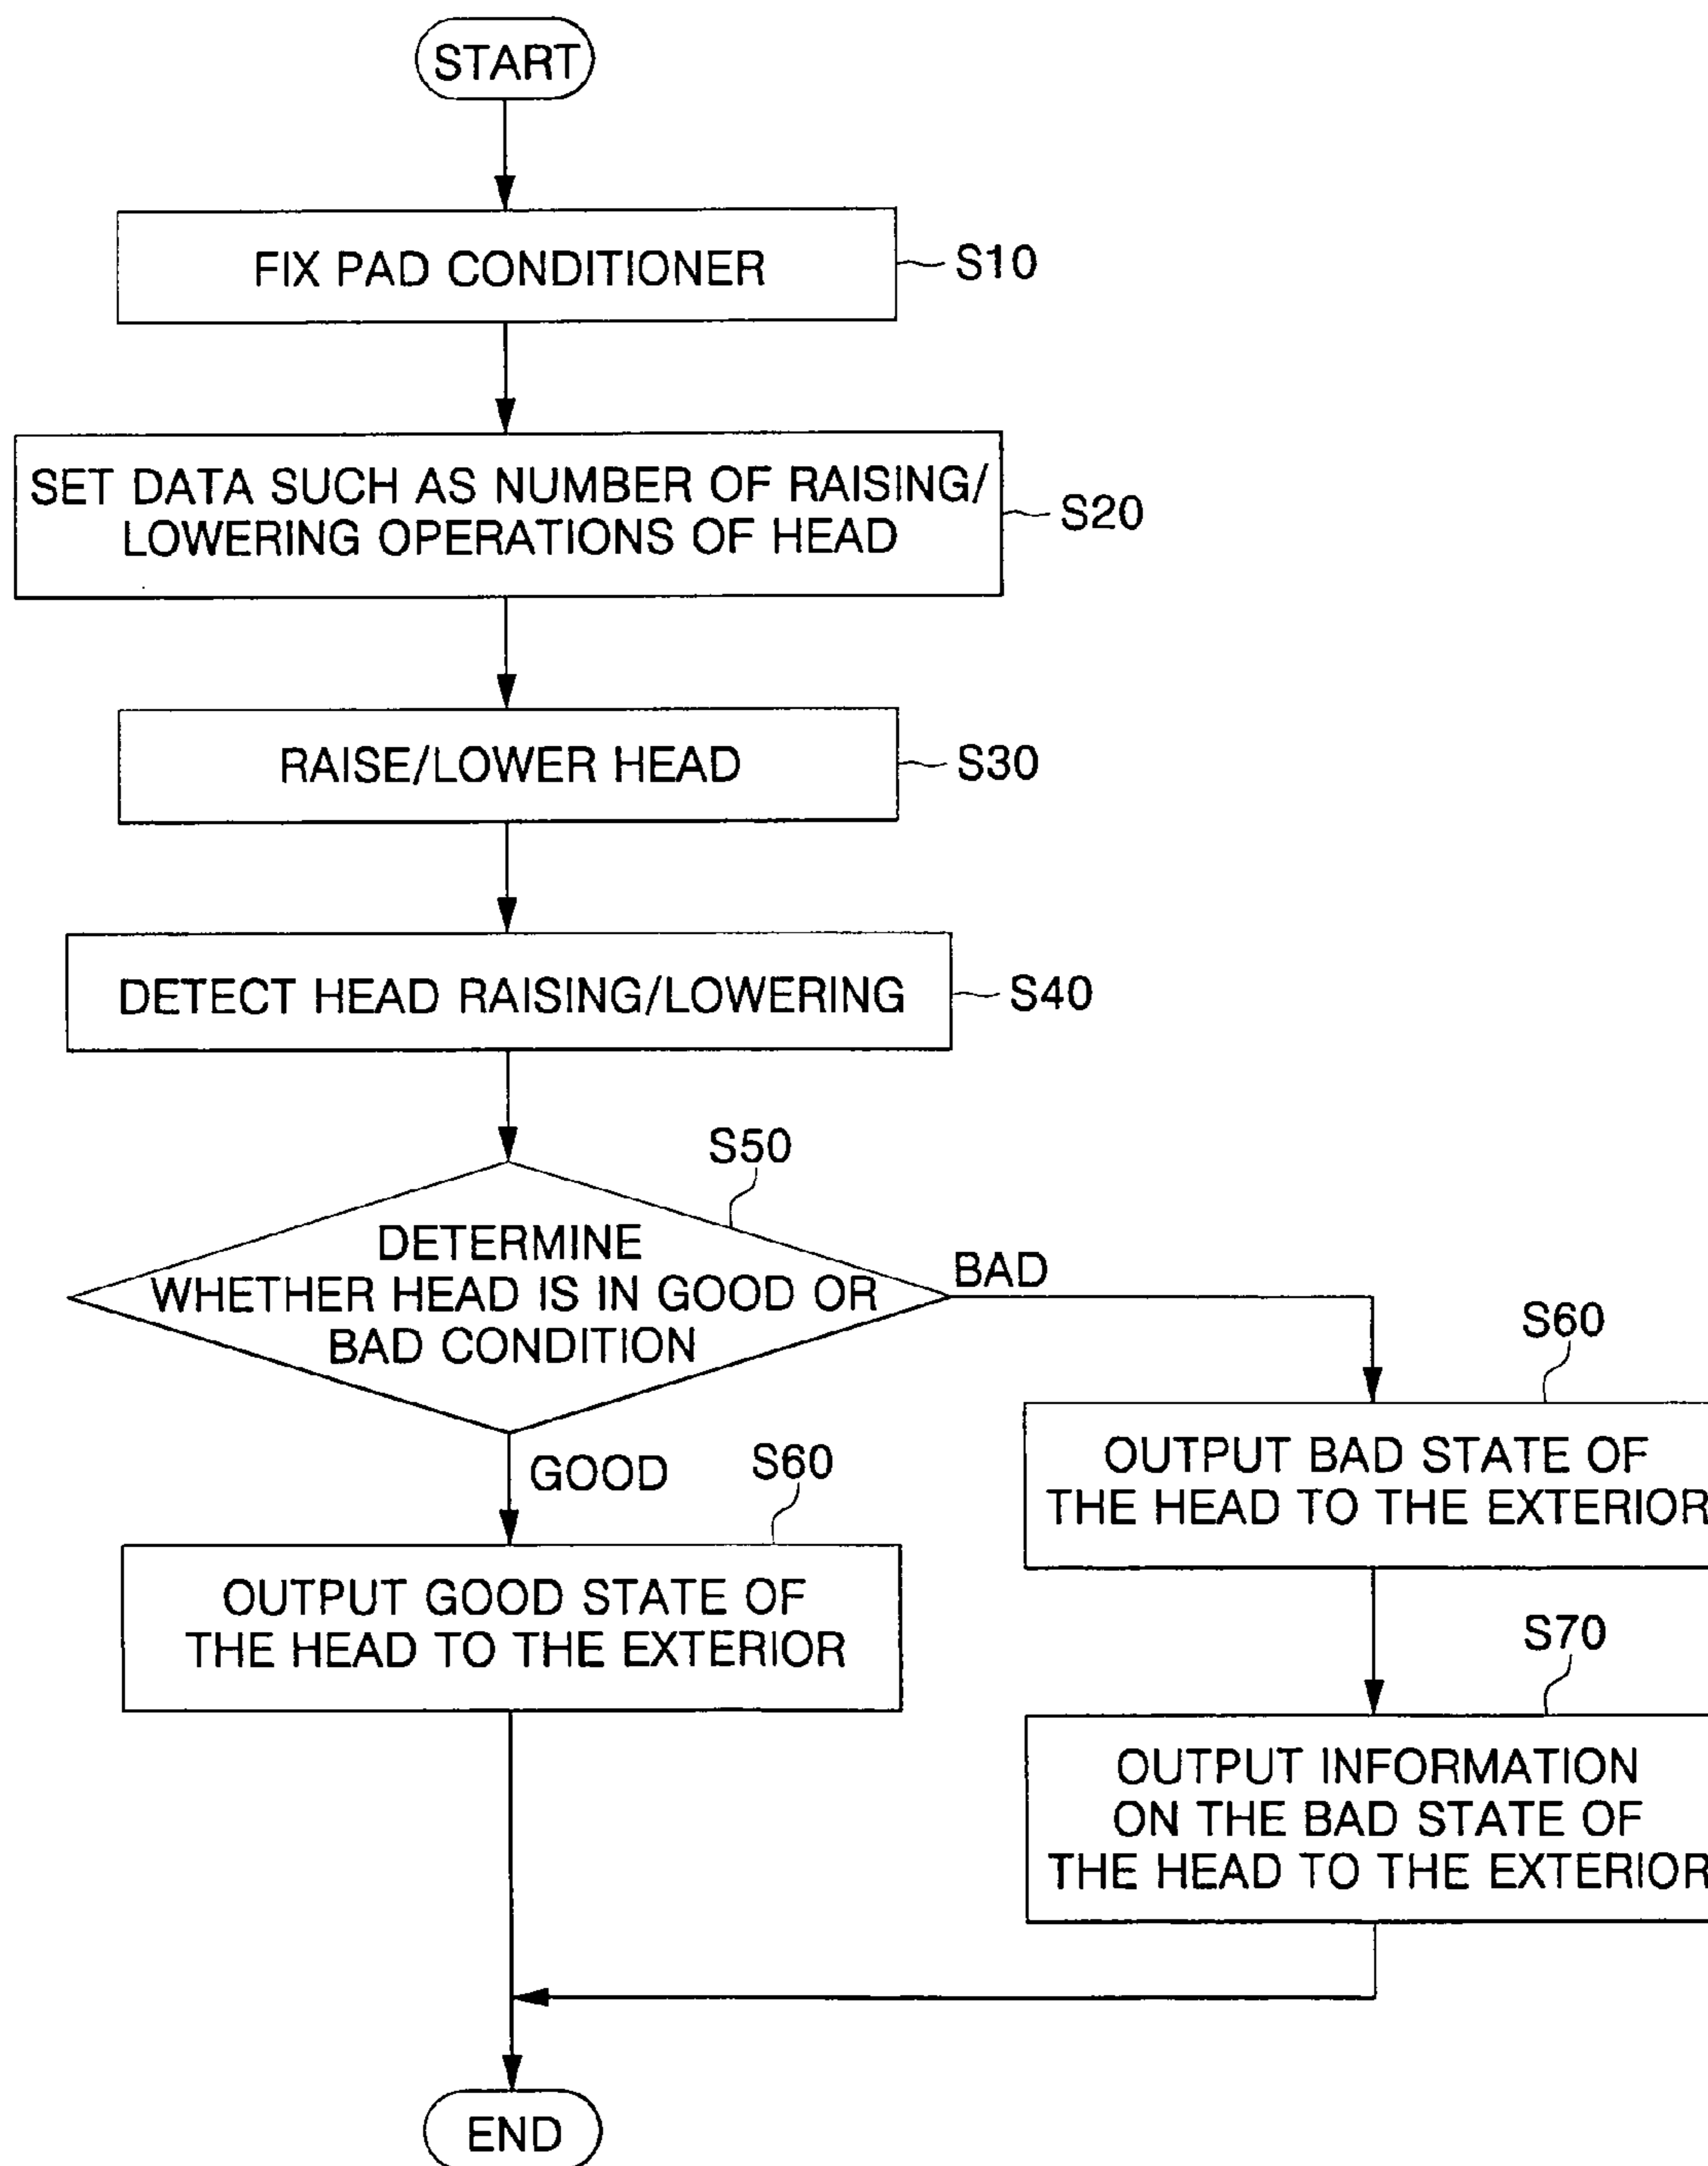 START
FIX PAD CONDITIONER
S10
SET DATA SUCH AS NUMBER OF RAISING/
LOWERING OPERATIONS OF HEAD
S20
RAISE/LOWER HEAD
S30
DETECT HEAD RAISING/LOWERING
S40
S50
DETERMINE
WHETHER HEAD IS IN GOOD OR
BAD CONDITION
BAD
S60
OUTPUT BAD STATE OF
THE HEAD TO THE EXTERIOR
GOOD
S60
OUTPUT GOOD STATE OF
THE HEAD TO THE EXTERIOR
S70
OUTPUT INFORMATION
ON THE BAD STATE OF
THE HEAD TO THE EXTERIOR
END